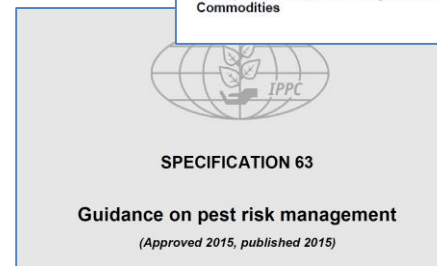 Commodities
IPPC
SPECIFICATION 63
Guidance on pest risk management
(Approved 2015, published 2015)